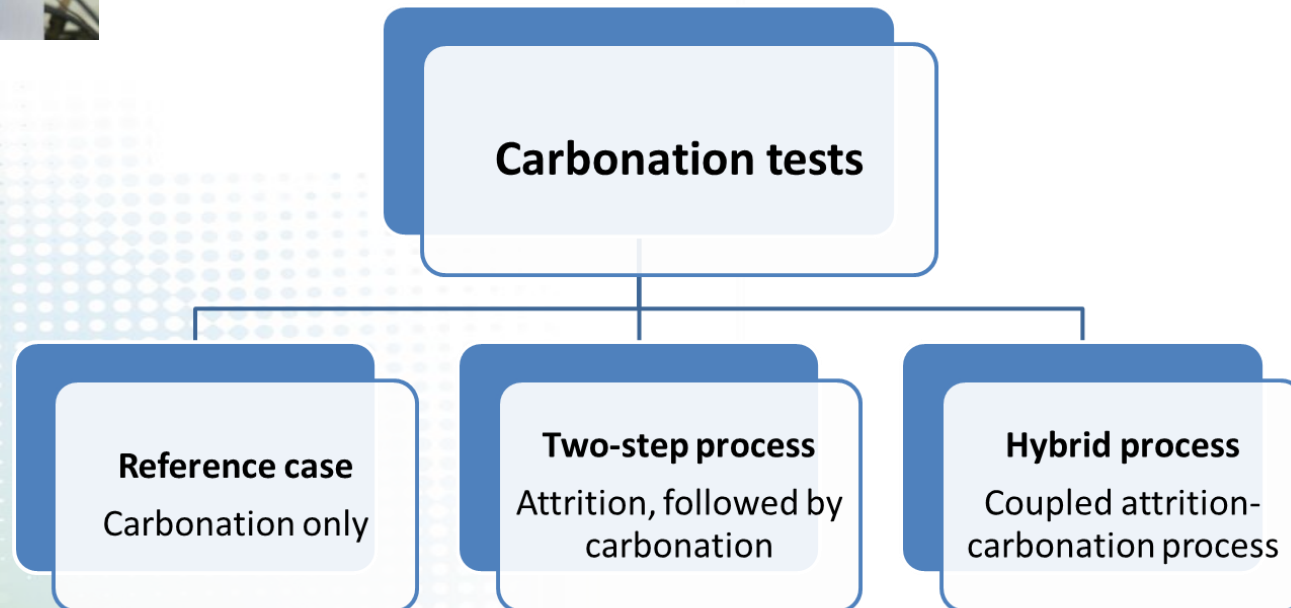 Carbonation tests
Reference case
Carbonation only
Two-step process
Attrition, followed by
carbonation
Hybrid process
Coupled attrition-
carbonation process